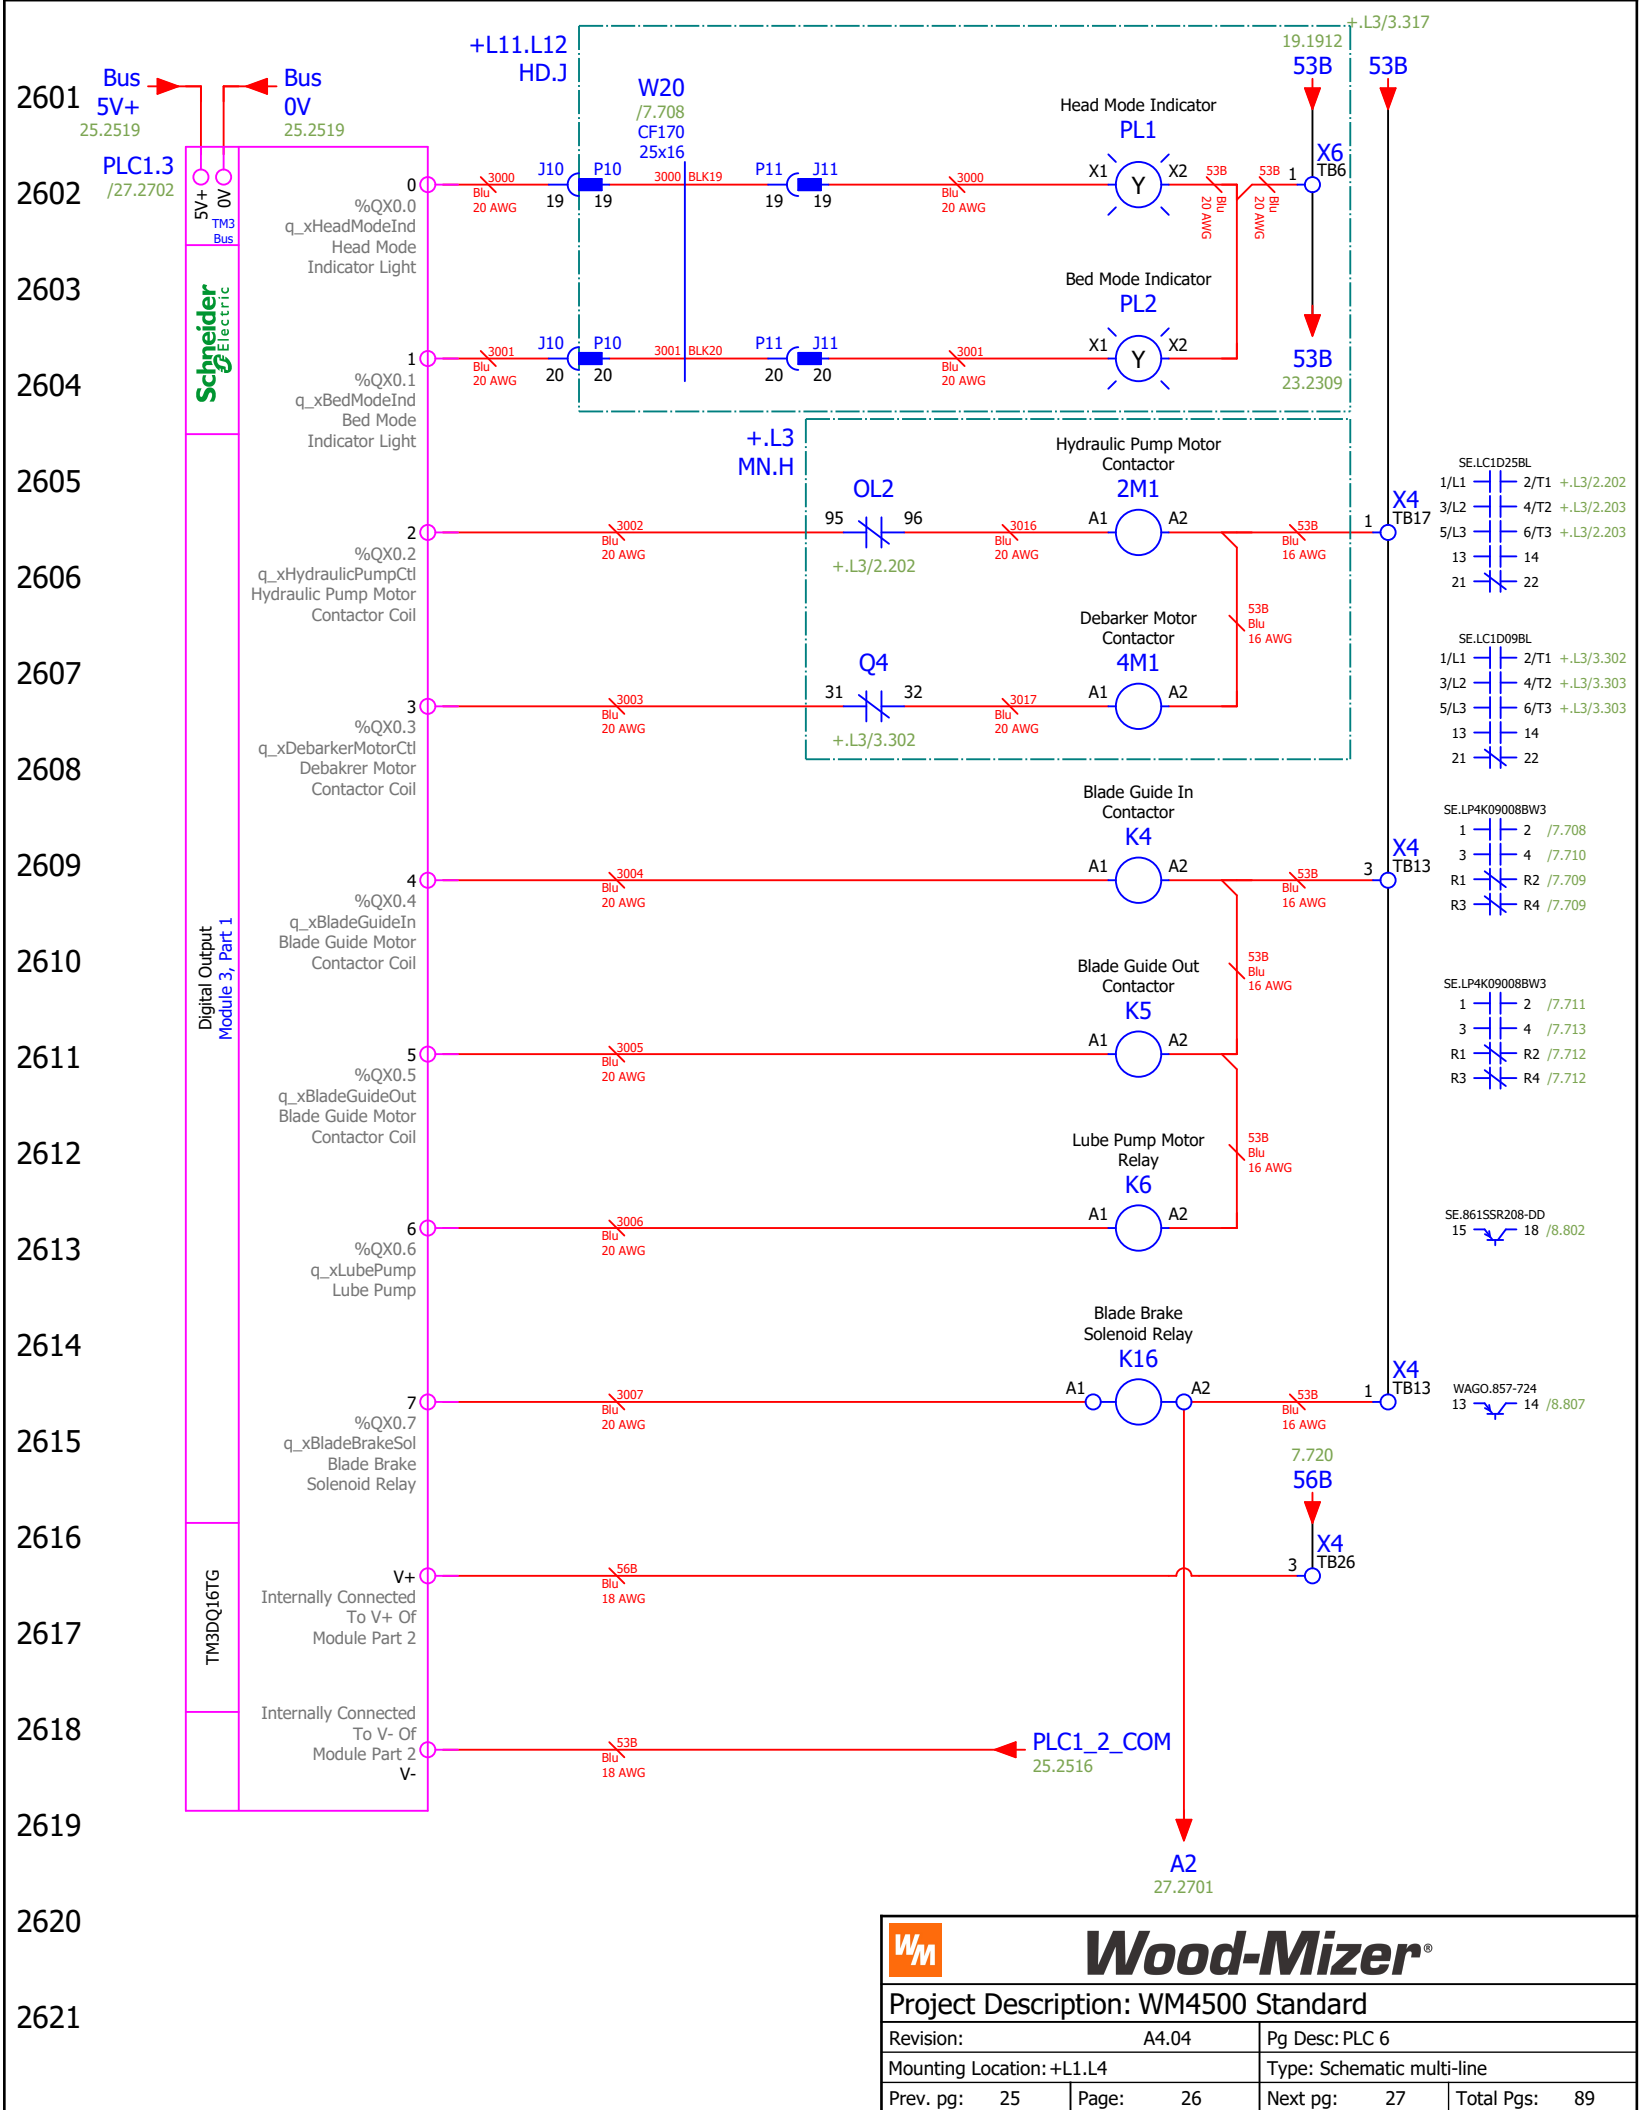 +.L3/3.317
+L11.L12
HD.J
19.1912
53B
53B
2601
Bus
5V+
25.2519
Bus
0V
25.2519
W20
/7.708
CF170
25x16
Head Mode Indicator
PL1
PLC1.3
/27.2702
5V+
0V
TM3
Bus
2602
0
%QX0.0
q_xHeadModeInd
Head Mode
Indicator Light
3000
Blu
20 AWG
J10
19
P10
19
3000
BLK19
P11
19
J11
19
3000
Blu
20 AWG
X1
Y
X2
53B
Blu
20 AWG
53B
Blu
20 AWG
1
X6
TB6
2603
Schneider
Electric
Bed Mode Indicator
PL2
1
%QX0.1
q_xBedModeInd
Bed Mode
Indicator Light
3001
Blu
20 AWG
J10
20
P10
20
3001
BLK20
P11
20
J11
20
3001
Blu
20 AWG
X1
Y
X2
53B
23.2309
2604
+.L3
MN.H
Hydraulic Pump Motor
Contactor
2M1
2605
OL2
95
96
+.L3/2.202
2
%QX0.2
q_xHydraulicPumpCtl
Hydraulic Pump Motor
Contactor Coil
3002
Blu
20 AWG
3016
Blu
20 AWG
A1
A2
53B
Blu
16 AWG
1
X4
TB17
SE.LC1D25BL
1/L1 2/T1 +.L3/2.202
3/L2 4/T2 +.L3/2.203
5/L3 6/T3 +.L3/2.203
13 14
21 22
2606
53B
Blu
16 AWG
Debarker Motor
Contactor
4M1
2607
Q4
31
32
+.L3/3.302
3
%QX0.3
q_xDebarkerMotorCtl
Debakrer Motor
Contactor Coil
3003
Blu
20 AWG
3017
Blu
20 AWG
A1
A2
SE.LC1D09BL
1/L1 2/T1 +.L3/3.302
3/L2 4/T2 +.L3/3.303
5/L3 6/T3 +.L3/3.303
13 14
21 22
2608
Blade Guide In
Contactor
K4
2609
4
%QX0.4
q_xBladeGuideIn
Blade Guide Motor
Contactor Coil
3004
Blu
20 AWG
A1
A2
53B
Blu
16 AWG
3
X4
TB13
SE.LP4K09008BW3
1 2 /7.708
3 4 /7.710
R1 R2 /7.709
R3 R4 /7.709
2610
Digital Output
Module 3, Part 1
Blade Guide Out
Contactor
K5
53B
Blu
16 AWG
2611
5
%QX0.5
q_xBladeGuideOut
Blade Guide Motor
Contactor Coil
3005
Blu
20 AWG
A1
A2
SE.LP4K09008BW3
1 2 /7.711
3 4 /7.713
R1 R2 /7.712
R3 R4 /7.712
2612
Lube Pump Motor
Relay
K6
53B
Blu
16 AWG
2613
6
%QX0.6
q_xLubePump
Lube Pump
3006
Blu
20 AWG
A1
A2
SE.861SSR208-DD
15 18 /8.802
2614
Blade Brake
Solenoid Relay
K16
7
%QX0.7
q_xBladeBrakeSol
Blade Brake
Solenoid Relay
3007
Blu
20 AWG
A1
A2
53B
Blu
16 AWG
1
X4
TB13
WAGO.857-724
13 14 /8.807
2615
7.720
56B
2616
TM3DQ16TG
V+
Internally Connected
To V+ Of
Module Part 2
56B
Blu
18 AWG
3
X4
TB26
2617
2618
Internally Connected
To V- Of
Module Part 2
V-
53B
Blu
18 AWG
PLC1_2_COM
25.2516
2619
A2
27.2701
2620
WM
Wood-Mizer®
2621
Project Description: WM4500 Standard
Revision: A4.04
Pg Desc: PLC 6
Mounting Location: +L1.L4
Type: Schematic multi-line
Prev. pg: 25 Page: 26 Next pg: 27 Total Pgs: 89